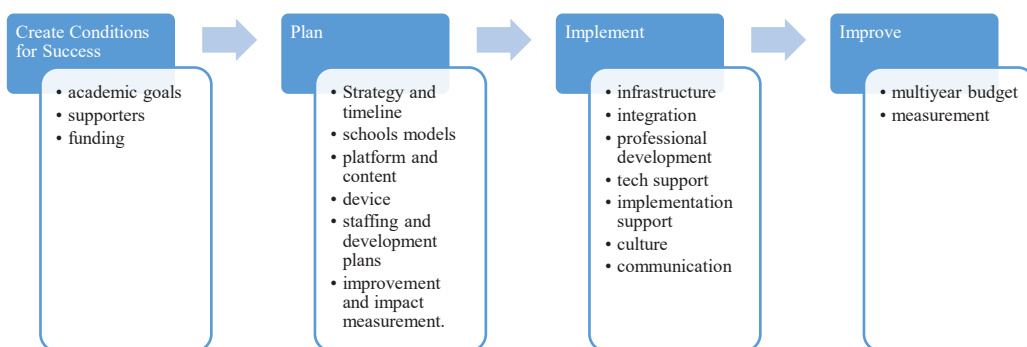 Create Conditions
for Success
• academic goals
• supporters
• funding
Plan
• Strategy and
timeline
• schools models
• platform and
content
• device
• staffing and
development
plans
• improvement
and impact
measurement.
Implement
• infrastructure
• integration
• professional
development
• tech support
• implementation
support
• culture
• communication
Improve
• multiyear budget
• measurement